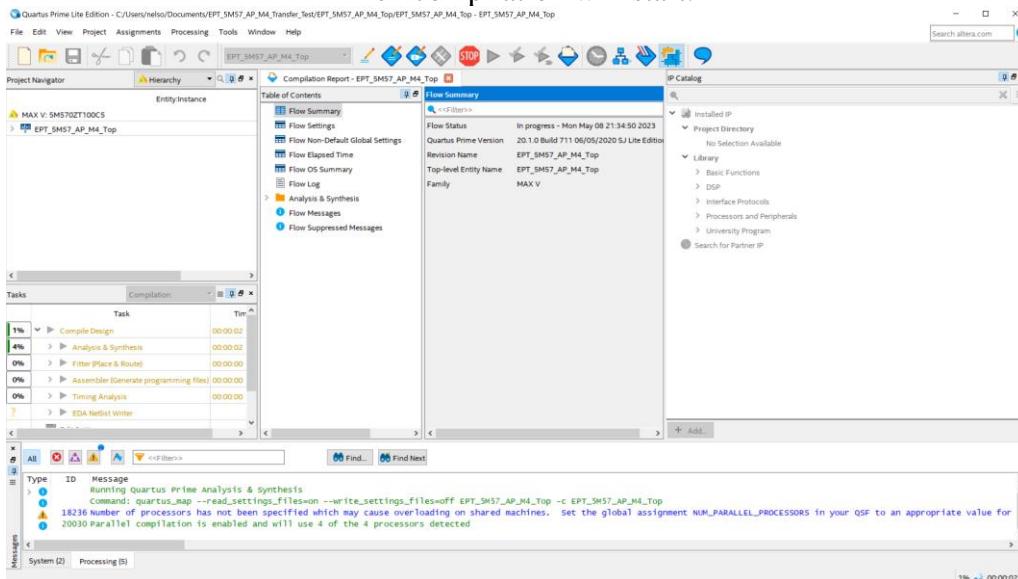 Quartus Prime Lite Edition - C:/Users/nelso/Documents/EPT_5M57_AP_M4_Transfer_Test/EPT_5M57_AP_M4_Top/EPT_5M57_AP_M4_Top - EPT_5M57_AP_M4_Top
File Edit View Project Assignments Processing Tools Window Help
Search altera.com
EPT_5M57_AP_M4_Top
STOP
Project Navigator
Hierarchy
Entity:Instance
MAX V: 5M570ZT100C5
EPT_5M57_AP_M4_Top
Compilation Report - EPT_5M57_AP_M4_Top
Table of Contents
Flow Summary
Flow Settings
Flow Non-Default Global Settings
Flow Elapsed Time
Flow OS Summary
Flow Log
Analysis & Synthesis
Flow Messages
Flow Suppressed Messages
Flow Summary
<<Filter>>
Flow Status In progress - Mon May 08 21:34:50 2023
Quartus Prime Version 20.1.0 Build 711 06/05/2020 SJ Lite Edition
Revision Name EPT_5M57_AP_M4_Top
Top-level Entity Name EPT_5M57_AP_M4_Top
Family MAX V
IP Catalog
Installed IP
Project Directory
No Selection Available
Library
Basic Functions
DSP
Interface Protocols
Processors and Peripherals
University Program
Search for Partner IP
+ Add...
Tasks
Compilation
Task Tim
1% Compile Design 00:00:02
4% Analysis & Synthesis 00:00:02
0% Fitter (Place & Route) 00:00:00
0% Assembler (Generate programming files) 00:00:00
0% Timing Analysis 00:00:00
? EDA Netlist Writer
All
<<Filter>>
Find...
Find Next
Type ID Message
Running Quartus Prime Analysis & Synthesis
Command: quartus_map --read_settings_files=on --write_settings_files=off EPT_5M57_AP_M4_Top -c EPT_5M57_AP_M4_Top
18236 Number of processors has not been specified which may cause overloading on shared machines. Set the global assignment NUM_PARALLEL_PROCESSORS in your QSF to an appropriate value for
20030 Parallel compilation is enabled and will use 4 of the 4 processors detected
Messages
System (2) Processing (5)
1% 00:00:02